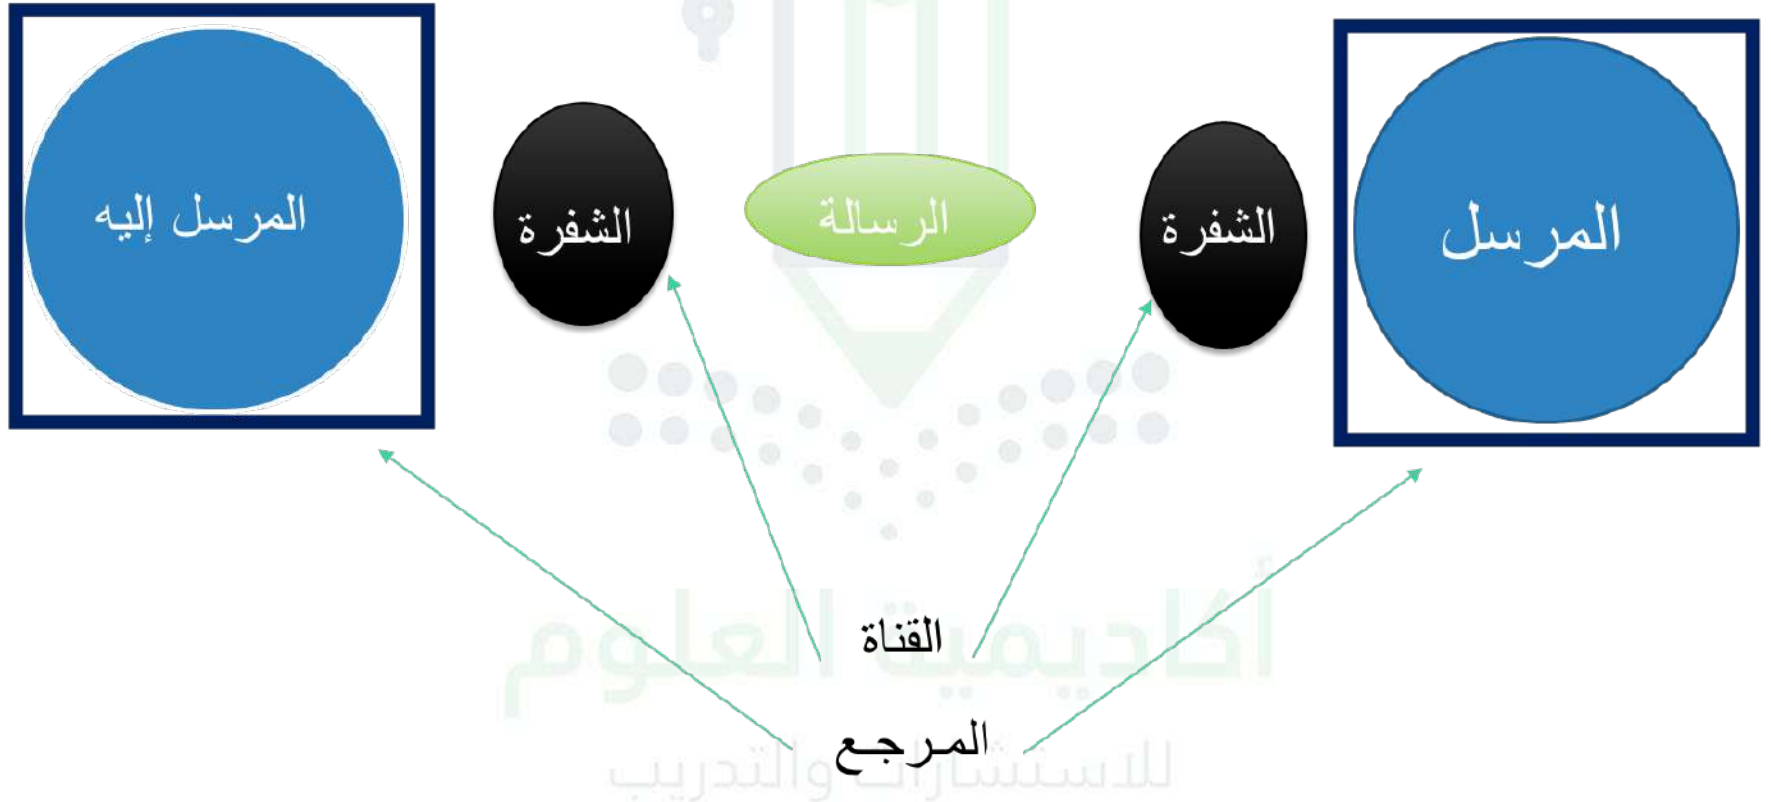 المرسل
الشفرة
الرسالة
الشفرة
المرسل إليه
القناة
المرجع
أكاديمية العلوم
للاستشارات والتدريب